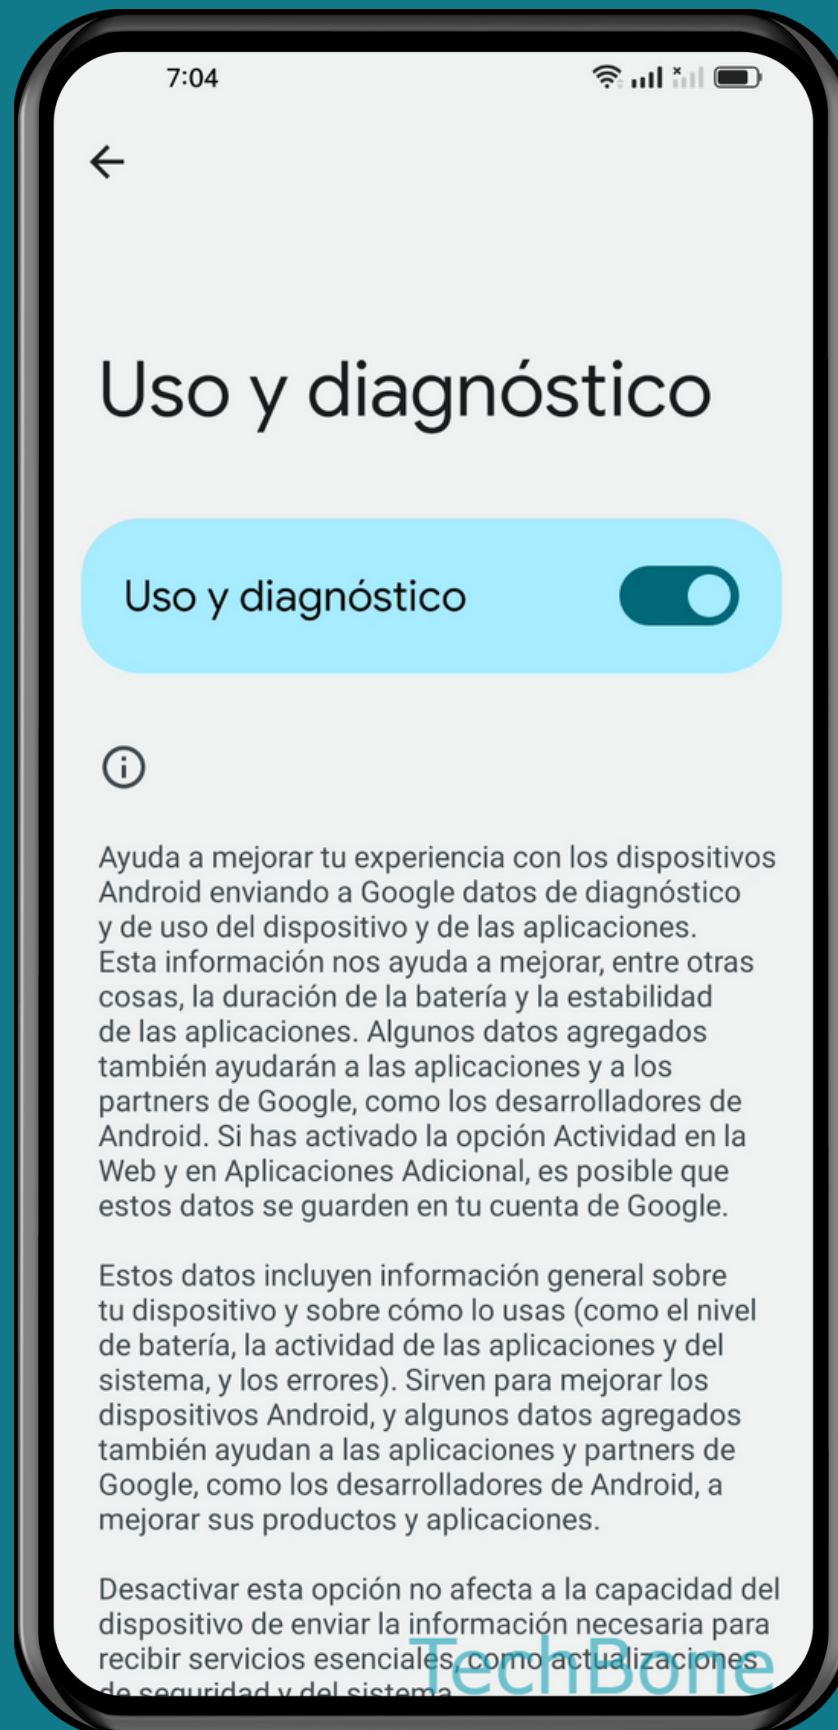 7:04
Uso y diagnóstico
Uso y diagnóstico
Ayuda a mejorar tu experiencia con los dispositivos
Android enviando a Google datos de diagnóstico
y de uso del dispositivo y de las aplicaciones.
Esta información nos ayuda a mejorar, entre otras
cosas, la duración de la batería y la estabilidad
de las aplicaciones. Algunos datos agregados
también ayudarán a las aplicaciones y a los
partners de Google, como los desarrolladores de
Android. Si has activado la opción Actividad en la
Web y en Aplicaciones Adicional, es posible que
estos datos se guarden en tu cuenta de Google.
Estos datos incluyen información general sobre
tu dispositivo y sobre cómo lo usas (como el nivel
de batería, la actividad de las aplicaciones y del
sistema, y los errores). Sirven para mejorar los
dispositivos Android, y algunos datos agregados
también ayudan a las aplicaciones y partners de
Google, como los desarrolladores de Android, a
mejorar sus productos y aplicaciones.
Desactivar esta opción no afecta a la capacidad del
dispositivo de enviar la información necesaria para
recibir servicios esenciales, como actualizaciones
de seguridad y del sistema.
TechBone